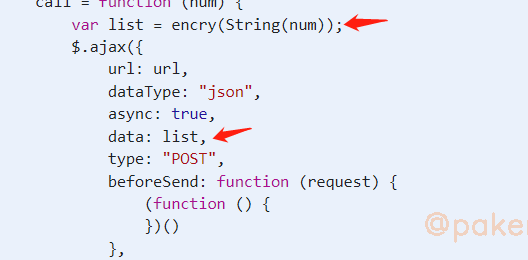 call = function (num) {
    var list = encry(String(num));
    $.ajax({
        url: url,
        dataType: "json",
        async: true,
        data: list,
        type: "POST",
        beforeSend: function (request) {
            (function () {
            })()
        },